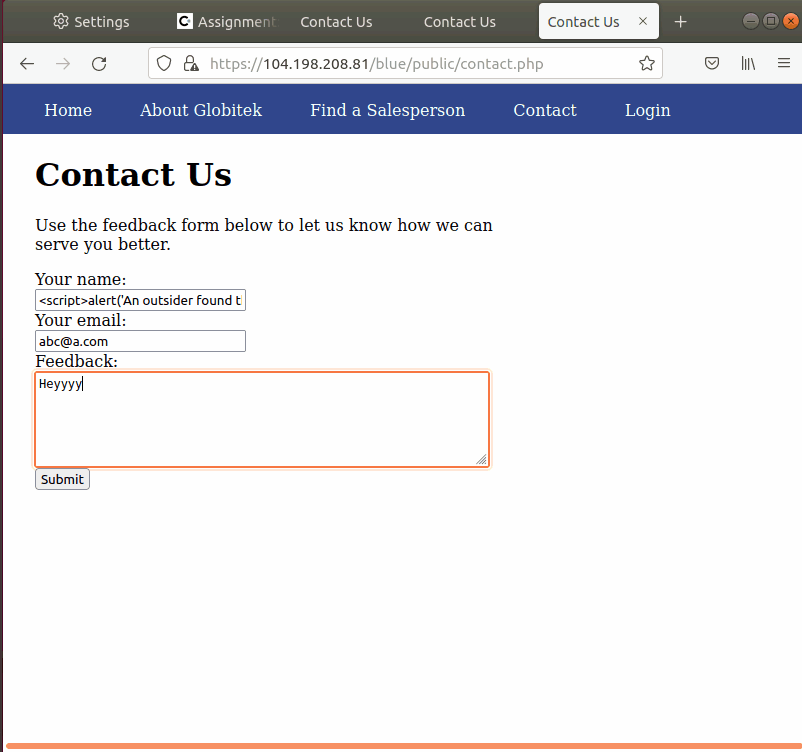 Settings
Assignment
Contact Us
Contact Us
Contact Us
https://104.198.208.81/blue/public/contact.php
Home
About Globitek
Find a Salesperson
Contact
Login
Contact Us
Use the feedback form below to let us know how we can
serve you better.
Your name:
<script>alert('An outsider found t
Your email:
abc@a.com
Feedback:
Heyyyy
Submit